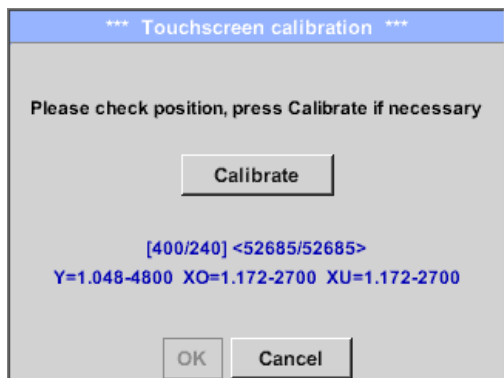 *** Touchscreen calibration ***
Please check position, press Calibrate if necessary
Calibrate
[400/240] <52685/52685>
Y=1.048-4800 XO=1.172-2700 XU=1.172-2700
OK Cancel